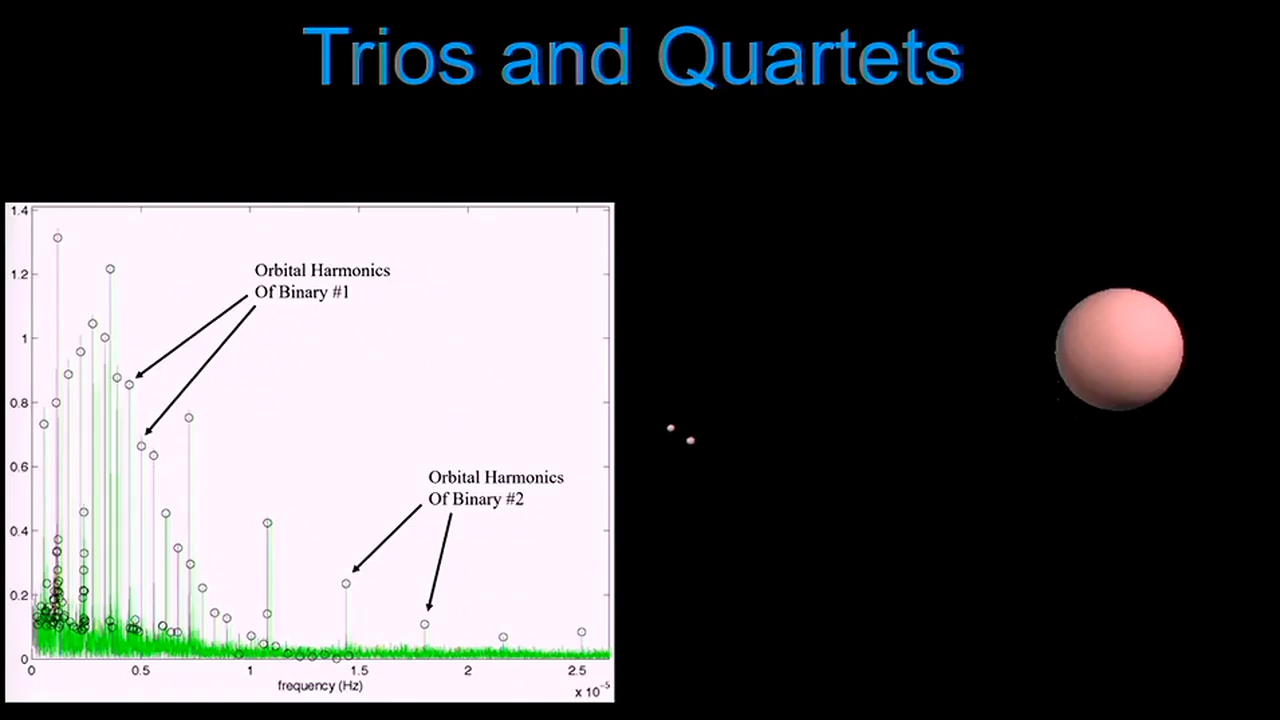 Trios and Quartets
1.4
1.2
1
0.8
0.6
0.4
0.2
0
Orbital Harmonics
Of Binary #1
Orbital Harmonics
Of Binary #2
0 0.5 1 1.5 2 2.5
frequency (Hz)
x 10⁻⁵